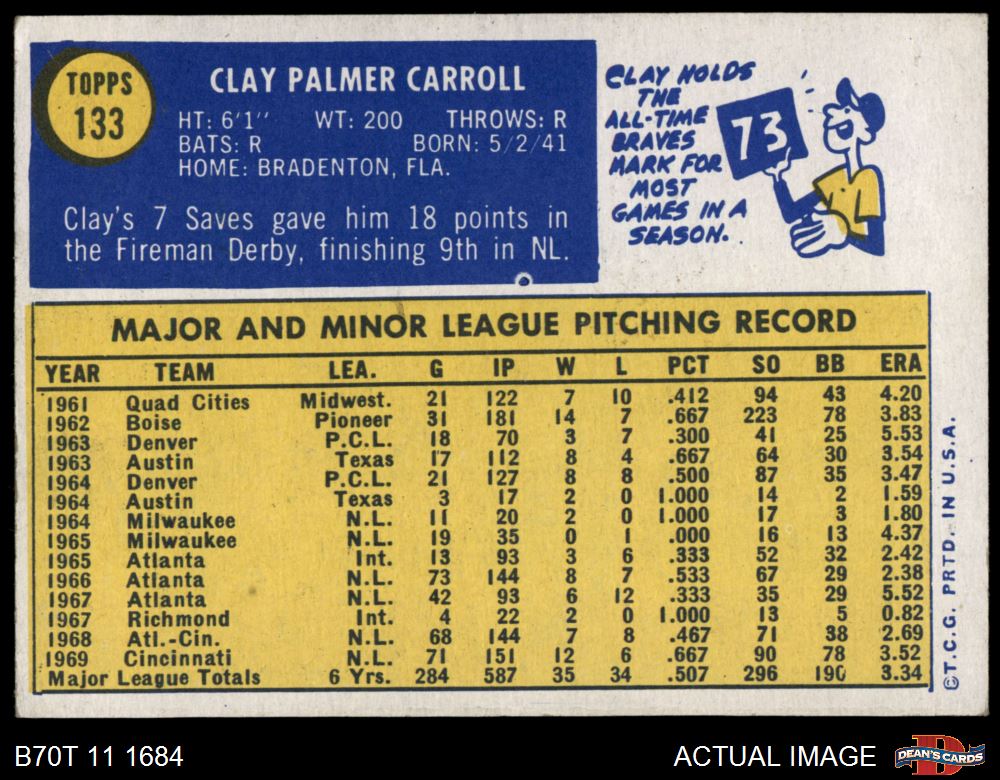 TOPPS
133
CLAY PALMER CARROLL
HT: 6'1" WT: 200 THROWS: R
BATS: R BORN: 5/2/41
HOME: BRADENTON, FLA.
Clay's 7 Saves gave him 18 points in
the Fireman Derby, finishing 9th in NL.
CLAY HOLDS
THE
ALL-TIME
BRAVES
MARK FOR
MOST
GAMES IN A
SEASON.
73
MAJOR AND MINOR LEAGUE PITCHING RECORD
YEAR TEAM LEA. G IP W L PCT SO BB ERA
1961 Quad Cities Midwest. 21 122 7 10 .412 94 43 4.20
1962 Boise Pioneer 31 181 14 7 .667 223 78 3.83
1963 Denver P.C.L. 18 70 3 7 .300 41 25 5.53
1963 Austin Texas 17 112 8 4 .667 64 30 3.54
1964 Denver P.C.L. 21 127 8 8 .500 87 35 3.47
1964 Austin Texas 3 17 2 0 1.000 14 2 1.59
1964 Milwaukee N.L. 11 20 2 0 1.000 17 3 1.80
1965 Milwaukee N.L. 19 35 0 1 .000 16 13 4.37
1965 Atlanta Int. 13 93 3 6 .333 52 32 2.42
1966 Atlanta N.L. 73 144 8 7 .533 67 29 2.38
1967 Atlanta N.L. 42 93 6 12 .333 35 29 5.52
1967 Richmond Int. 4 22 2 0 1.000 13 5 0.82
1968 Atl.-Cin. N.L. 68 144 7 8 .467 71 38 2.69
1969 Cincinnati N.L. 71 151 12 6 .667 90 78 3.52
Major League Totals 6 Yrs. 284 587 35 34 .507 296 190 3.34
©T.C.G. PRTD. IN U.S.A.
B70T 11 1684
ACTUAL IMAGE
DEAN'S CARDS